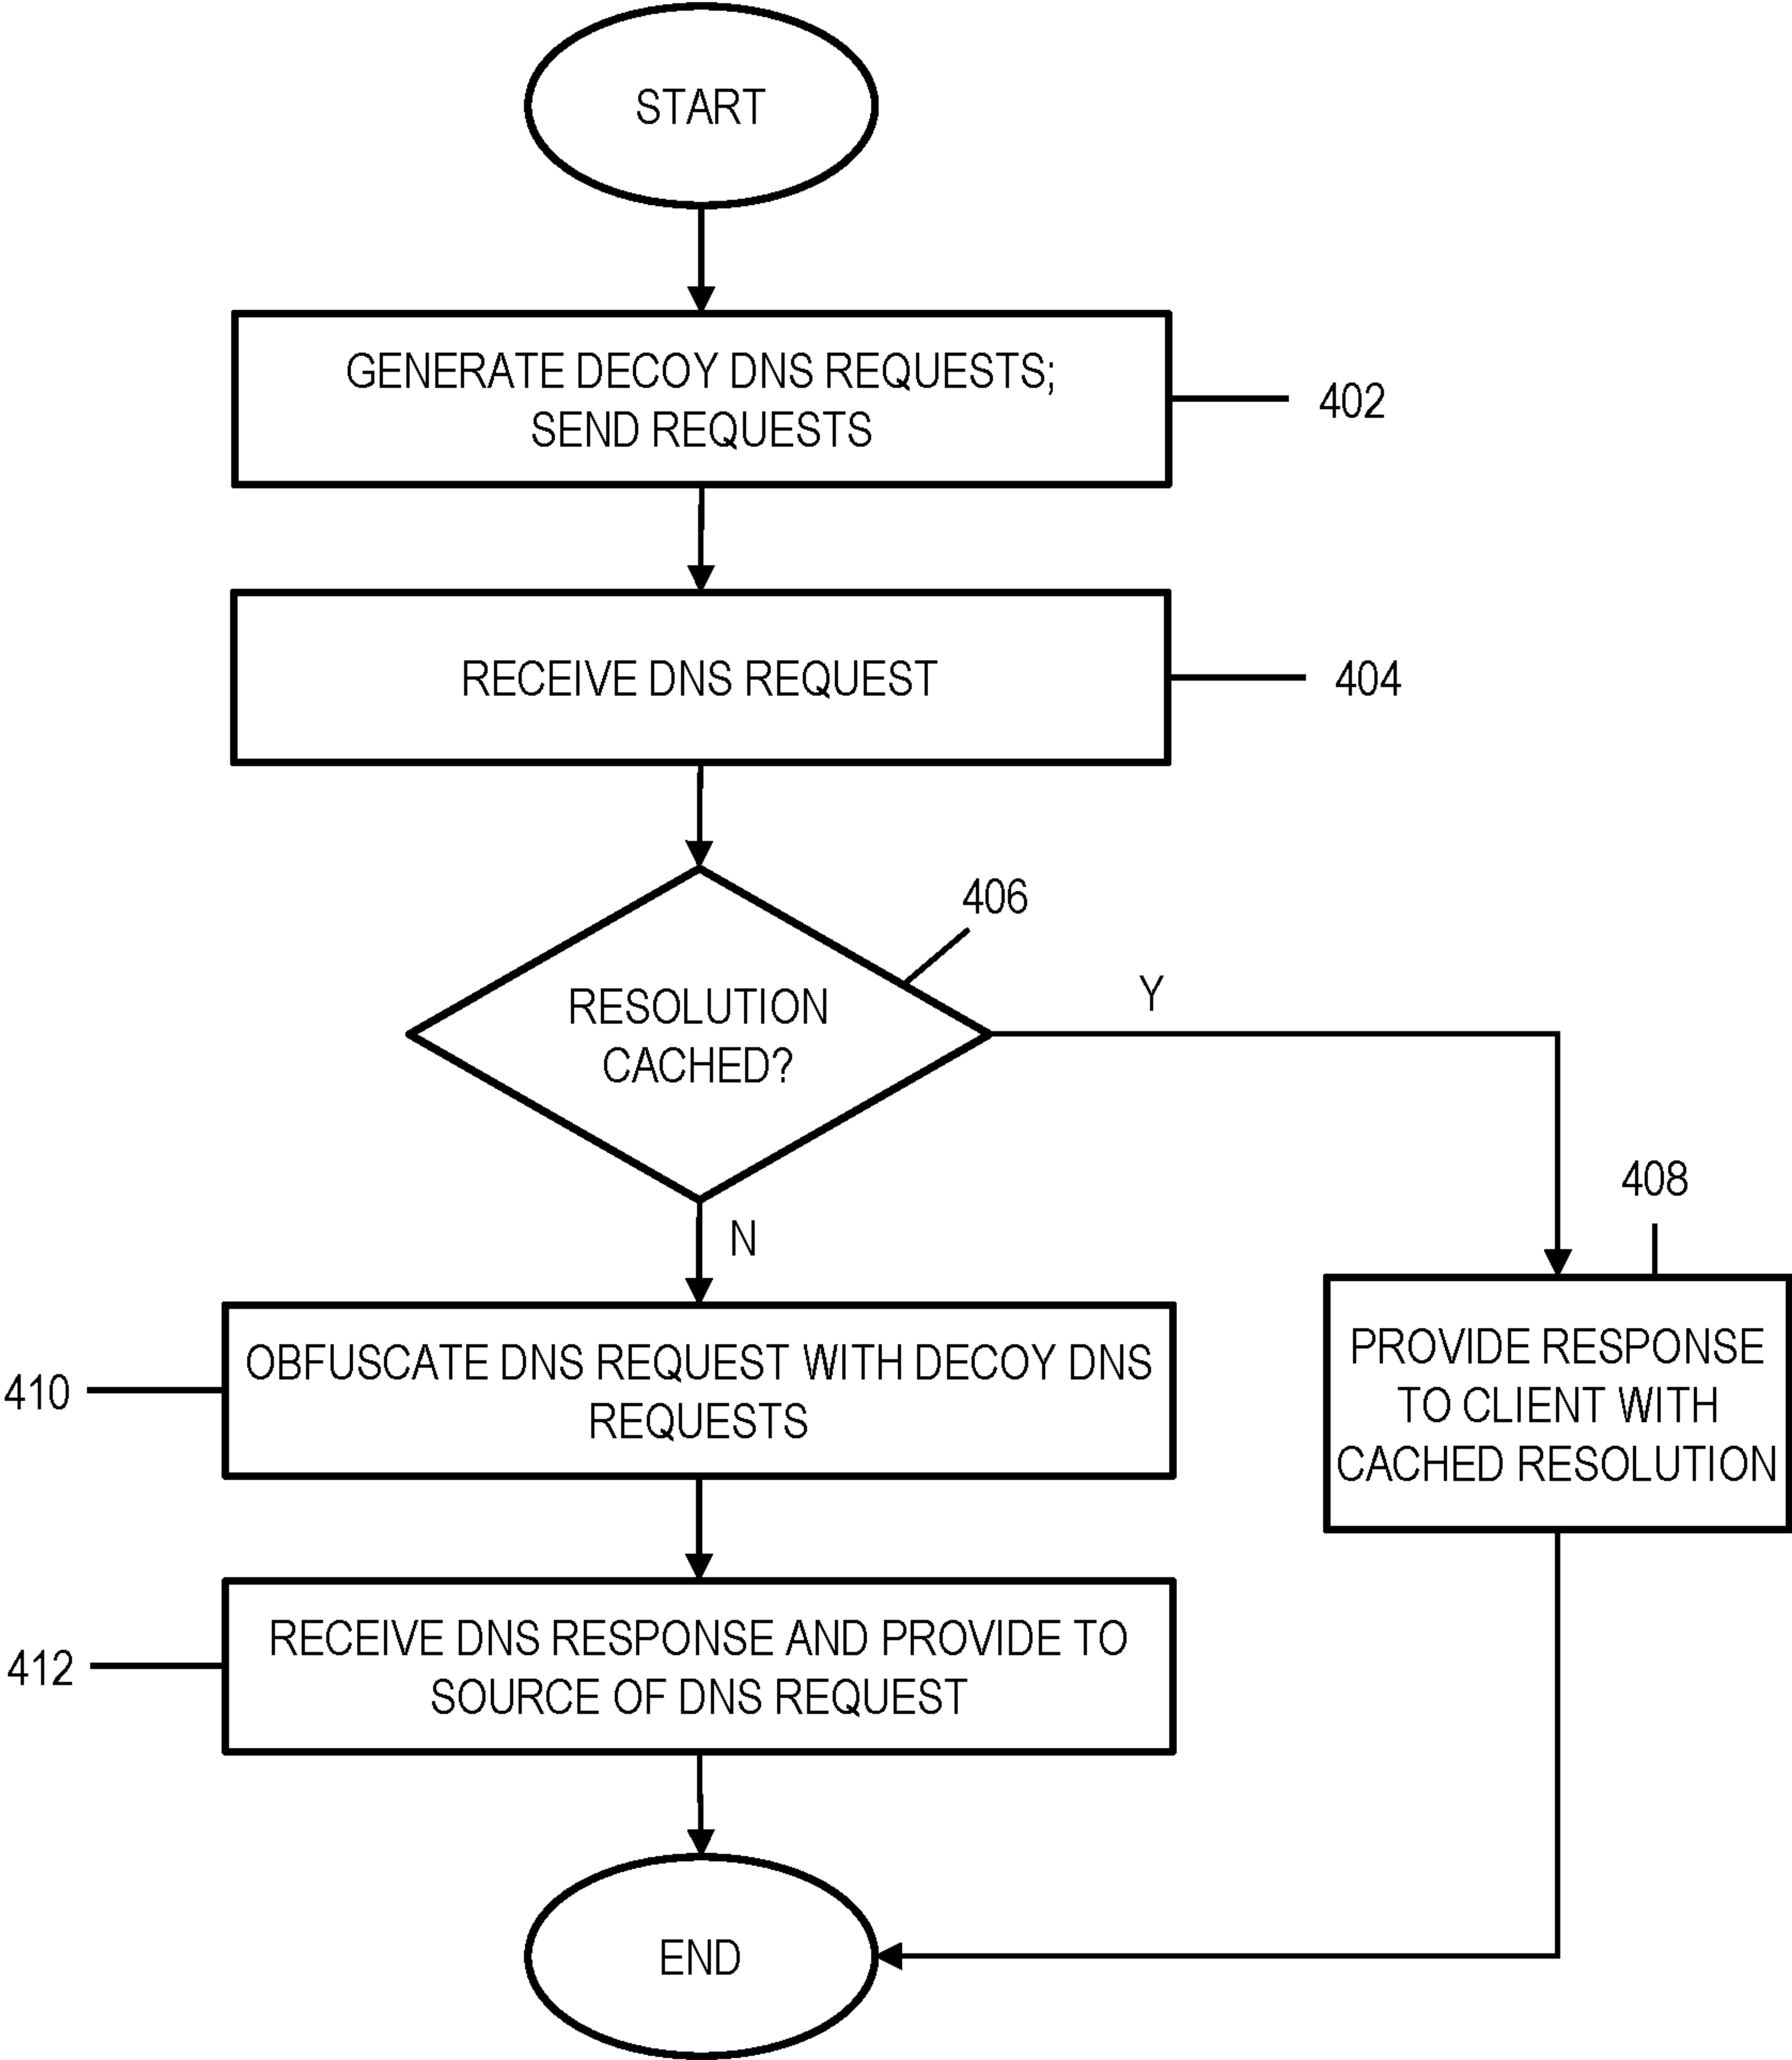 START
GENERATE DECOY DNS REQUESTS;
SEND REQUESTS
402
RECEIVE DNS REQUEST
404
406
RESOLUTION
CACHED?
Y
N
408
PROVIDE RESPONSE
TO CLIENT WITH
CACHED RESOLUTION
OBFUSCATE DNS REQUEST WITH DECOY DNS
REQUESTS
410
RECEIVE DNS RESPONSE AND PROVIDE TO
SOURCE OF DNS REQUEST
412
END